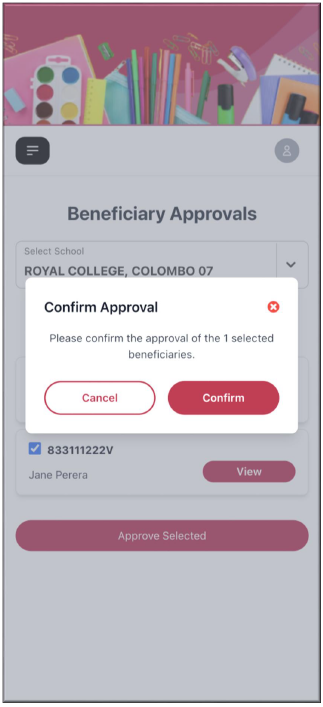 Beneficiary Approvals
Select School
ROYAL COLLEGE, COLOMBO 07
Confirm Approval
Please confirm the approval of the 1 selected
beneficiaries.
Cancel
Confirm
833111222V
Jane Perera
View
Approve Selected